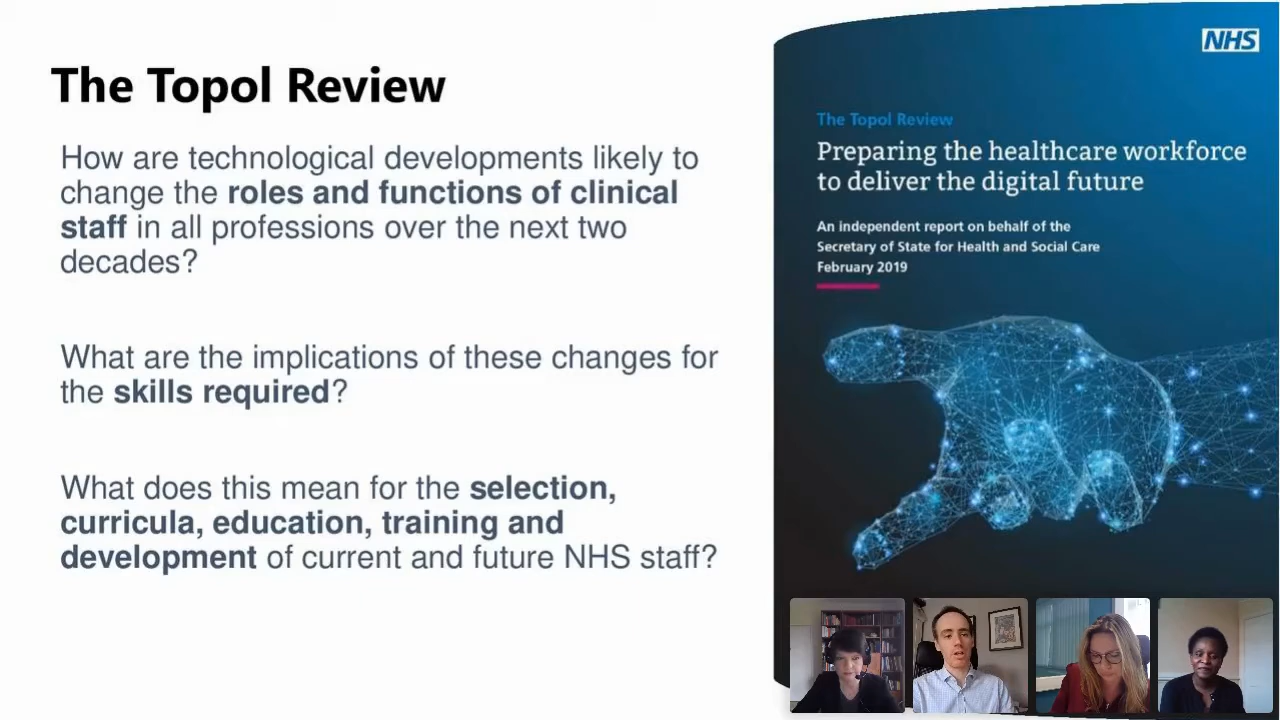 The Topol Review
How are technological developments likely to
change the roles and functions of clinical
staff in all professions over the next two
decades?
What are the implications of these changes for
the skills required?
What does this mean for the selection,
curricula, education, training and
development of current and future NHS staff?
NHS
The Topol Review
Preparing the healthcare workforce
to deliver the digital future
An independent report on behalf of the
Secretary of State for Health and Social Care
February 2019